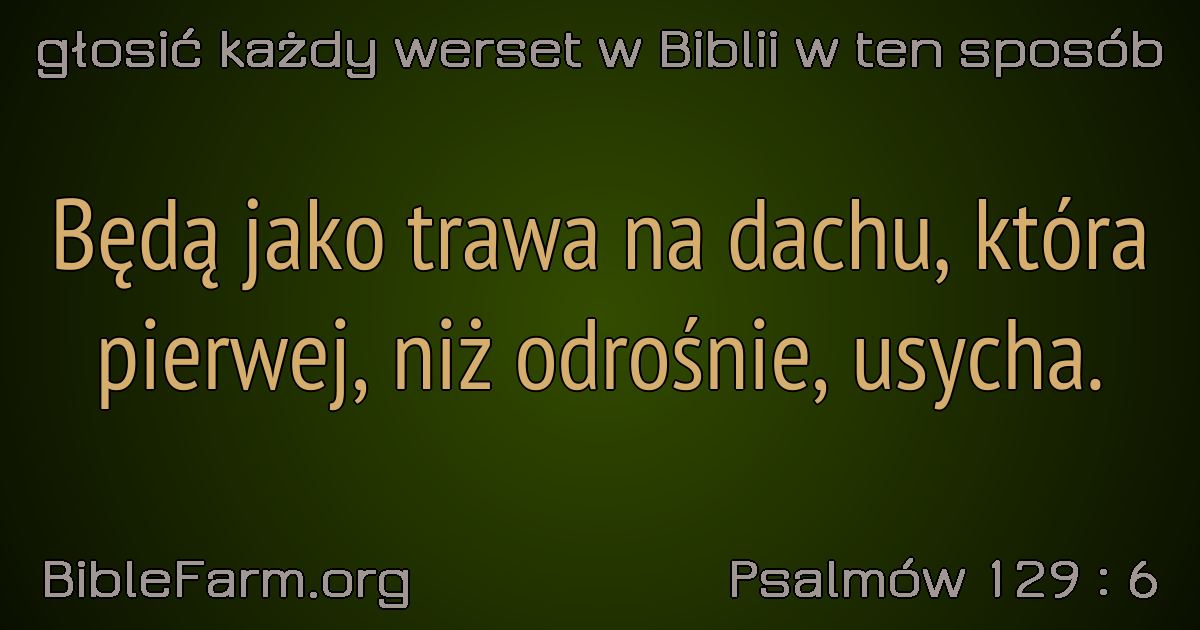 głosić każdy werset w Biblii w ten sposób
Będą jako trawa na dachu, która
pierwej, niż odrośnie, usycha.
BibleFarm.org
Psalmów 129 : 6